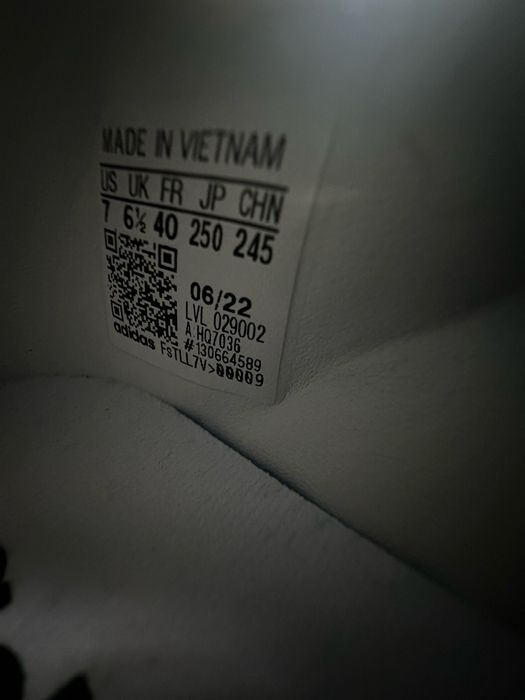 MADE IN VIETNAM
US UK FR JP CHN
7 6½ 40 250 245
06/22
LVL 029002
A HQ7036
#130664589
adidas FsTLL7V>00009